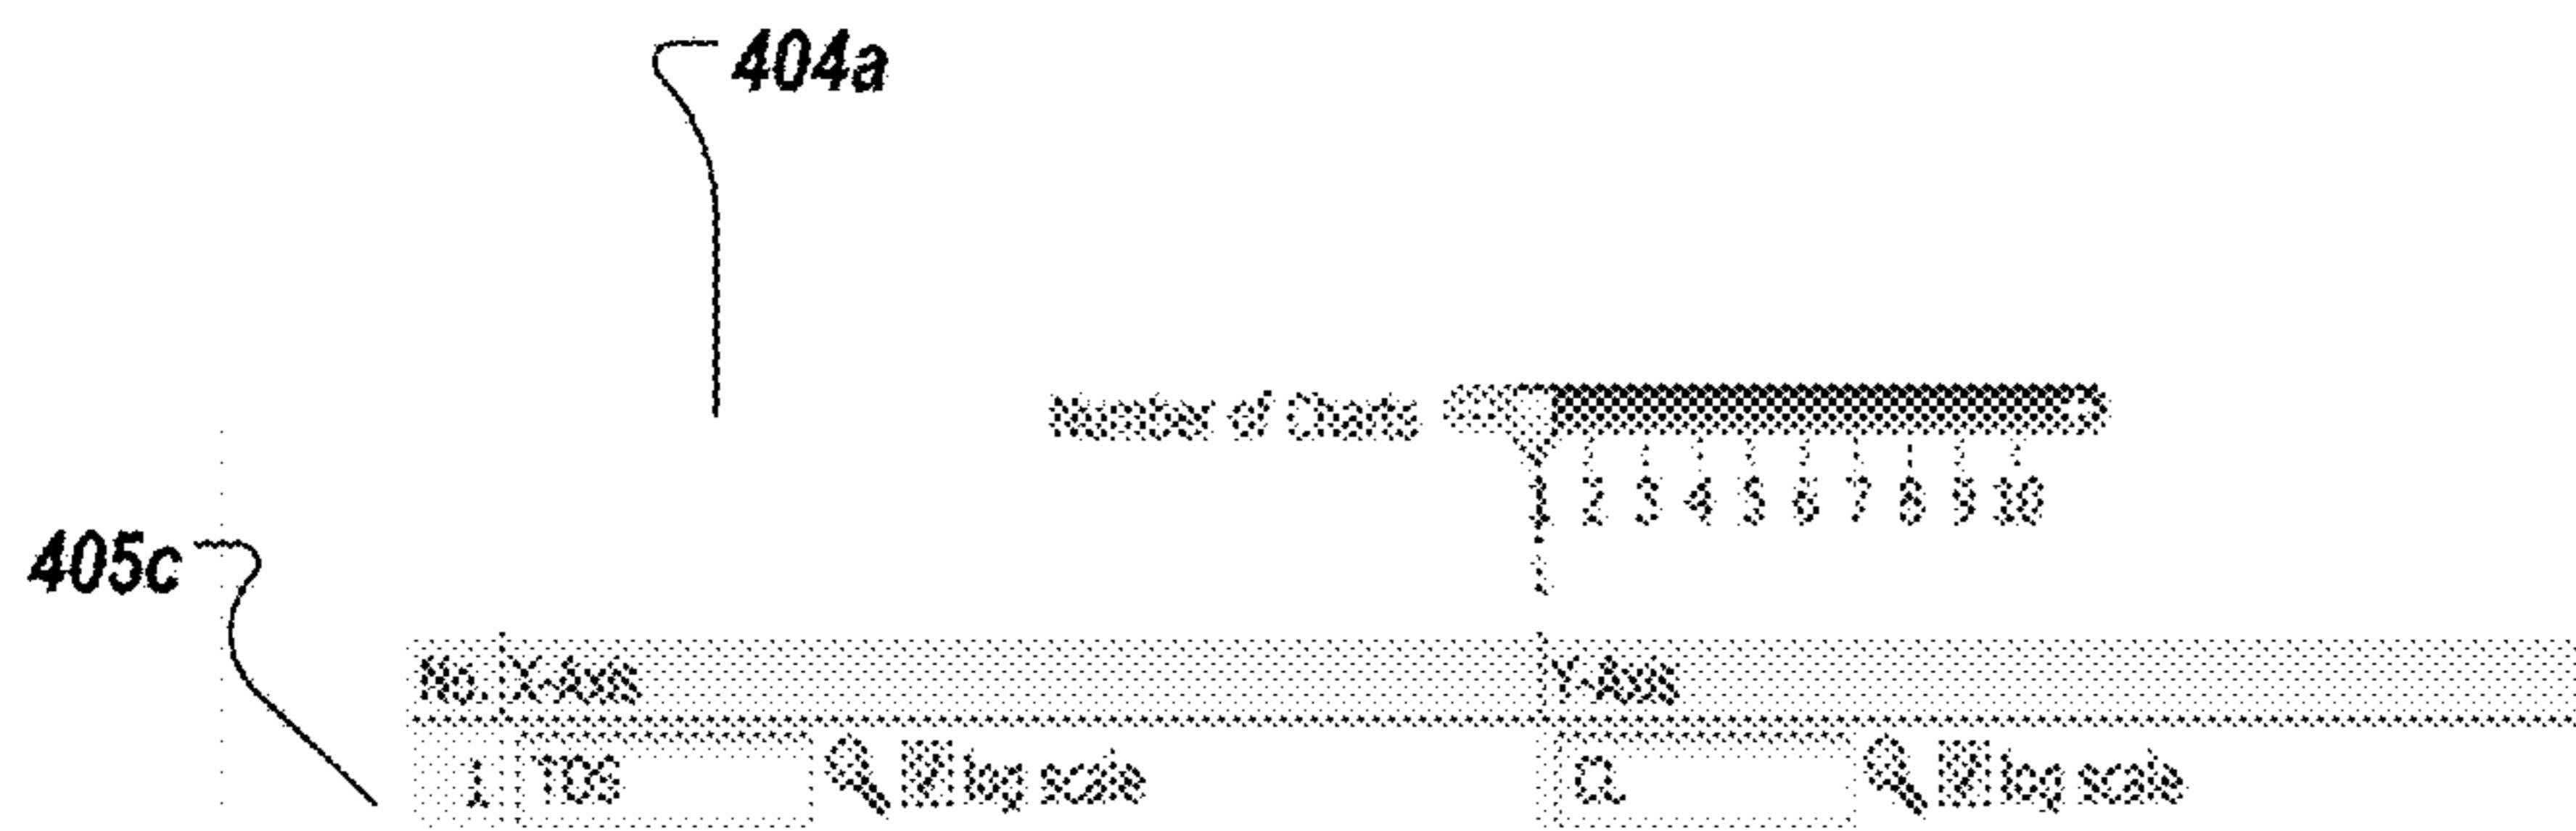 404a
Number of Charts
1 2 3 4 5 6 7 8 9 10
405c
No. X-Axis Y-Axis
1 TDS log scale CL log scale